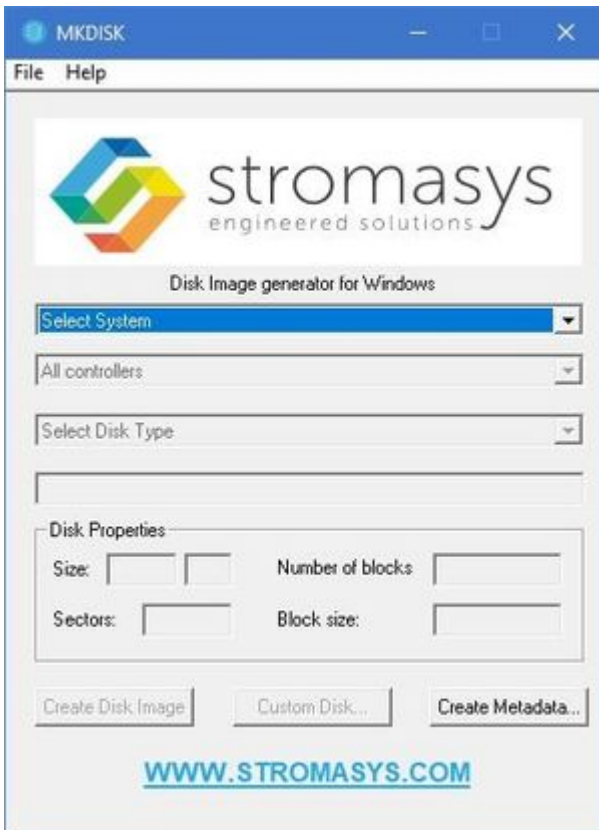 MKDISK
File Help
stromasys
engineered solutions
Disk Image generator for Windows
Select System
All controllers
Select Disk Type
Disk Properties
Size: Number of blocks
Sectors: Block size:
Create Disk Image Custom Disk... Create Metadata...
WWW.STROMASYS.COM